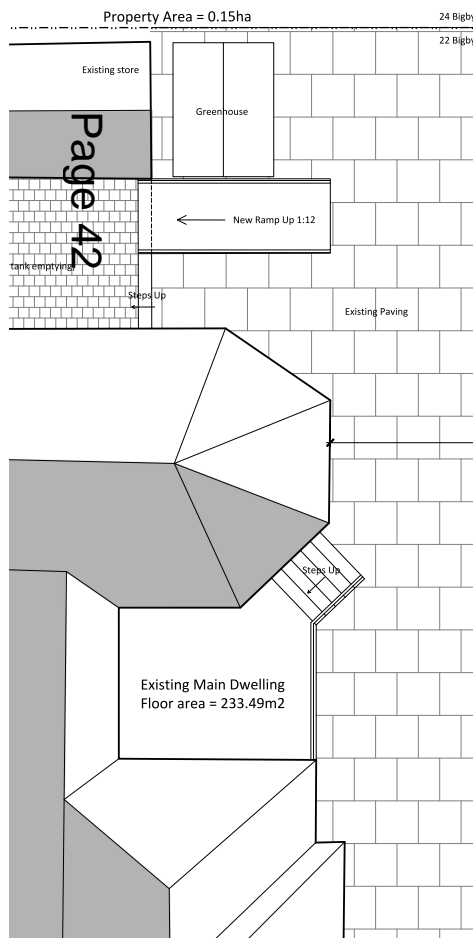 Property Area = 0.15ha
24 Bigby
22 Bigby
Existing store
Greenhouse
Page 42
New Ramp Up 1:12
tank emptying)
Steps Up
Existing Paving
Steps Up
Existing Main Dwelling
Floor area = 233.49m2